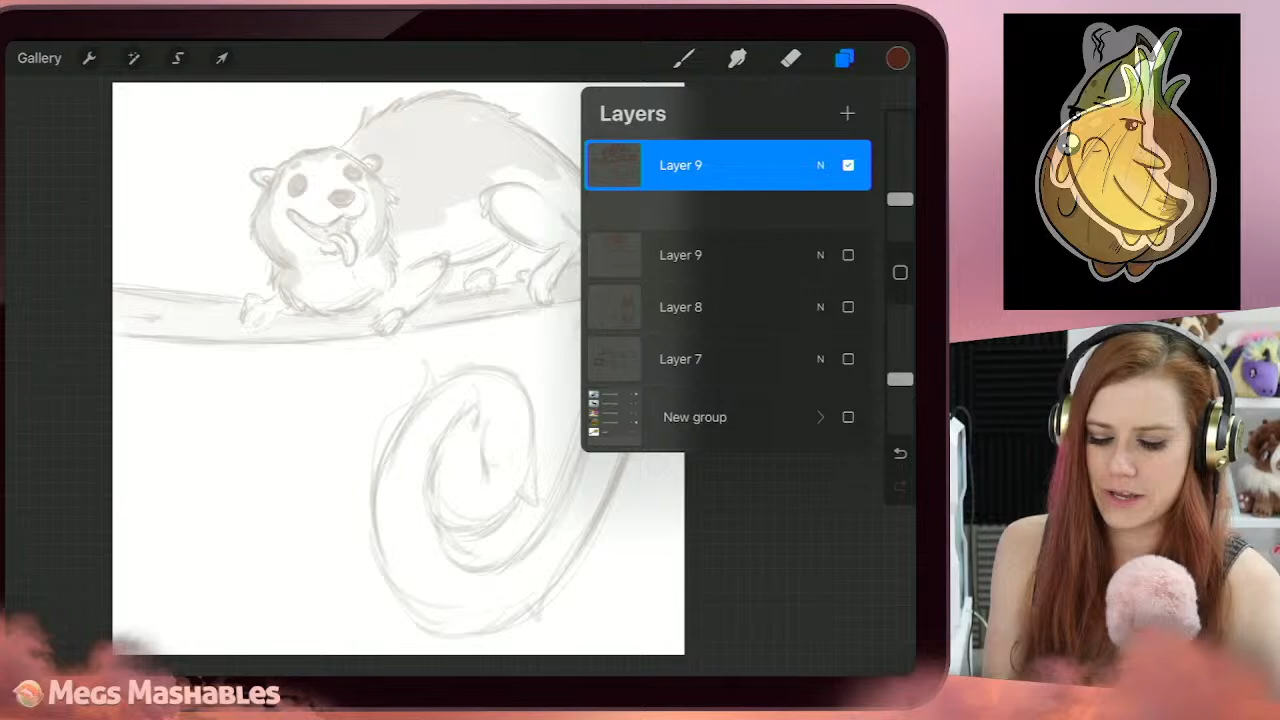 Gallery
Layers
Layer 9 N
Layer 9 N
Layer 8 N
Layer 7 N
New group
Megs Mashables